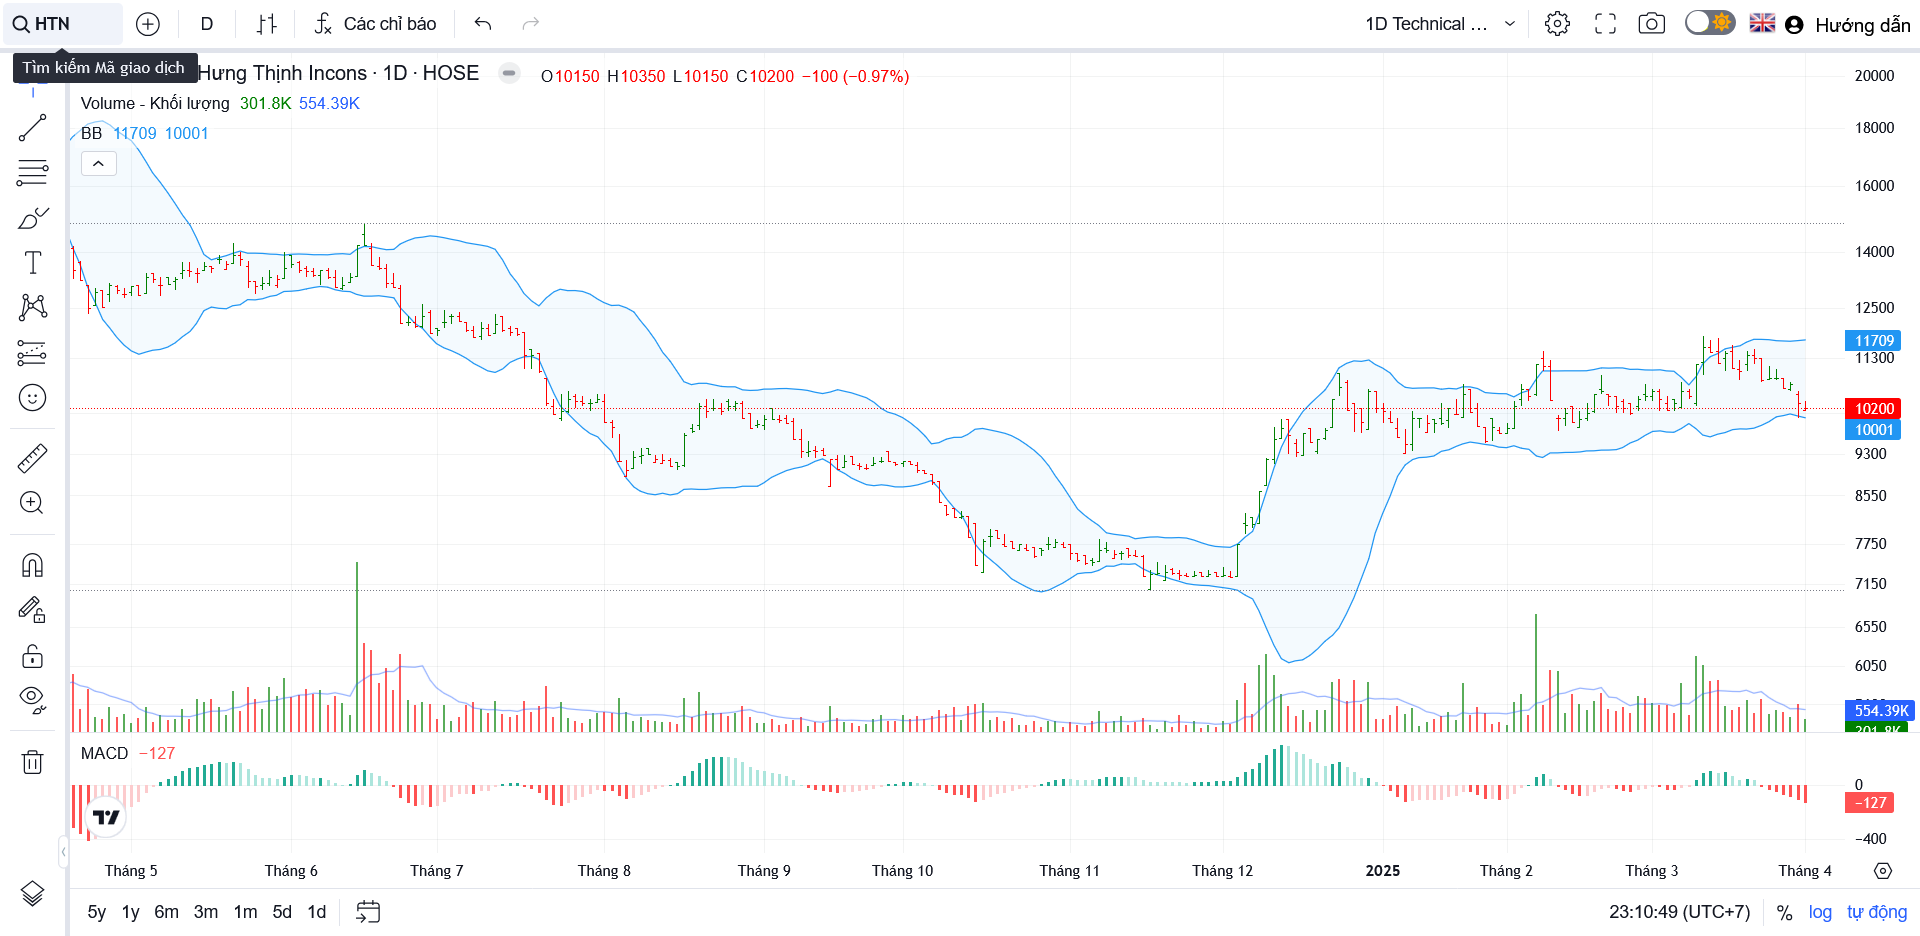 HTN
D
Các chỉ báo
1D Technical ...
Hướng dẫn
Tìm kiếm Mã giao dịch
Hưng Thịnh Incons · 1D · HOSE
O10150 H10350 L10150 C10200 −100 (−0.97%)
Volume - Khối lượng 301.8K 554.39K
BB 11709 10001
20000
18000
16000
14000
12500
11709
11300
10200
10001
9300
8550
7750
7150
6550
6050
554.39K
301.8K
MACD −127
0
−127
−400
Tháng 5 Tháng 6 Tháng 7 Tháng 8 Tháng 9 Tháng 10 Tháng 11 Tháng 12 2025 Tháng 2 Tháng 3 Tháng 4
5y 1y 6m 3m 1m 5d 1d
23:10:49 (UTC+7) % log tự động